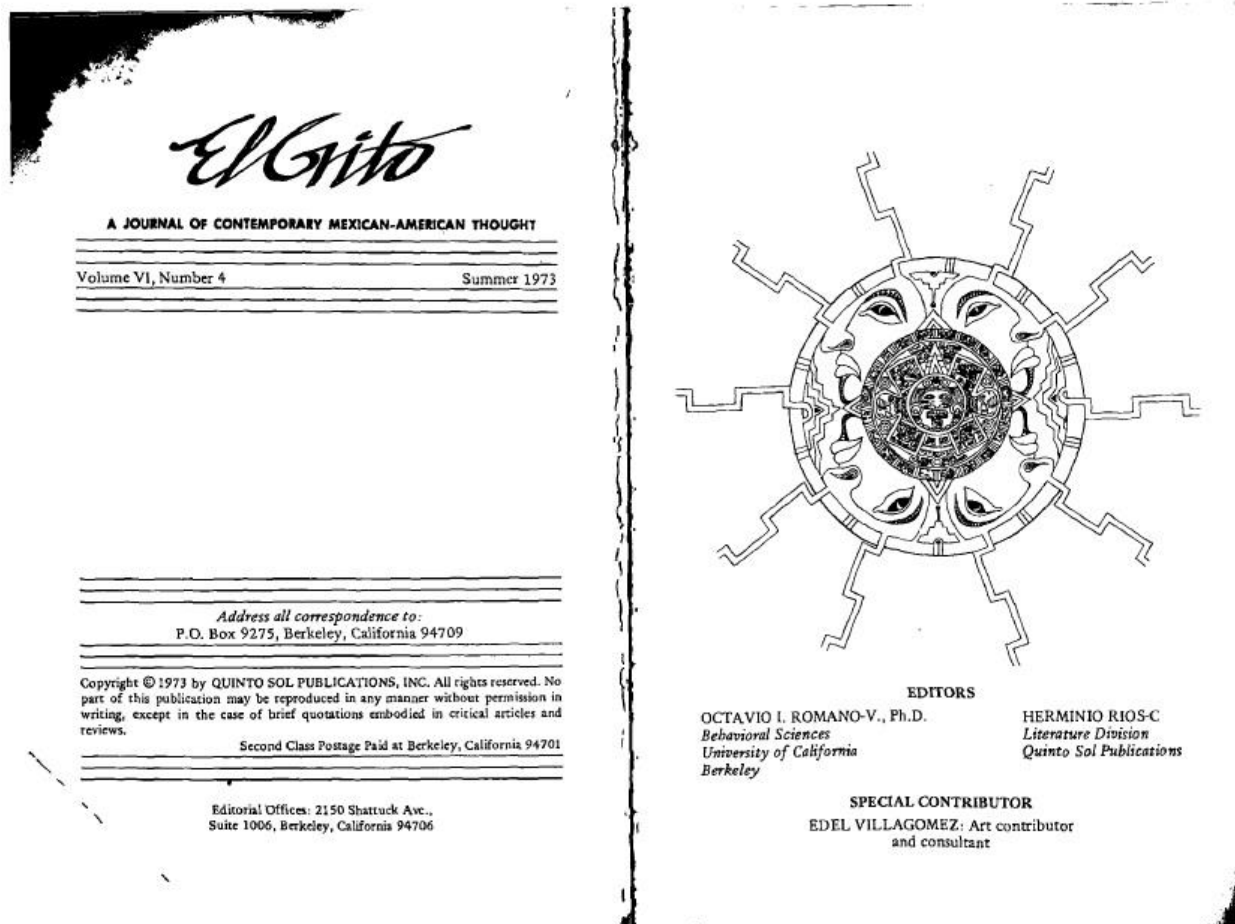 El Grito
A JOURNAL OF CONTEMPORARY MEXICAN-AMERICAN THOUGHT
Volume VI, Number 4 Summer 1973
Address all correspondence to:
P.O. Box 9275, Berkeley, California 94709
Copyright © 1973 by QUINTO SOL PUBLICATIONS, INC. All rights reserved. No
part of this publication may be reproduced in any manner without permission in
writing, except in the case of brief quotations embodied in critical articles and
reviews.
Second Class Postage Paid at Berkeley, California 94701
Editorial Offices: 2150 Shattuck Ave.,
Suite 1006, Berkeley, California 94706
EDITORS
OCTAVIO I. ROMANO-V., Ph.D.
Behavioral Sciences
University of California
Berkeley
HERMINIO RIOS-C
Literature Division
Quinto Sol Publications
SPECIAL CONTRIBUTOR
EDEL VILLAGOMEZ: Art contributor
and consultant